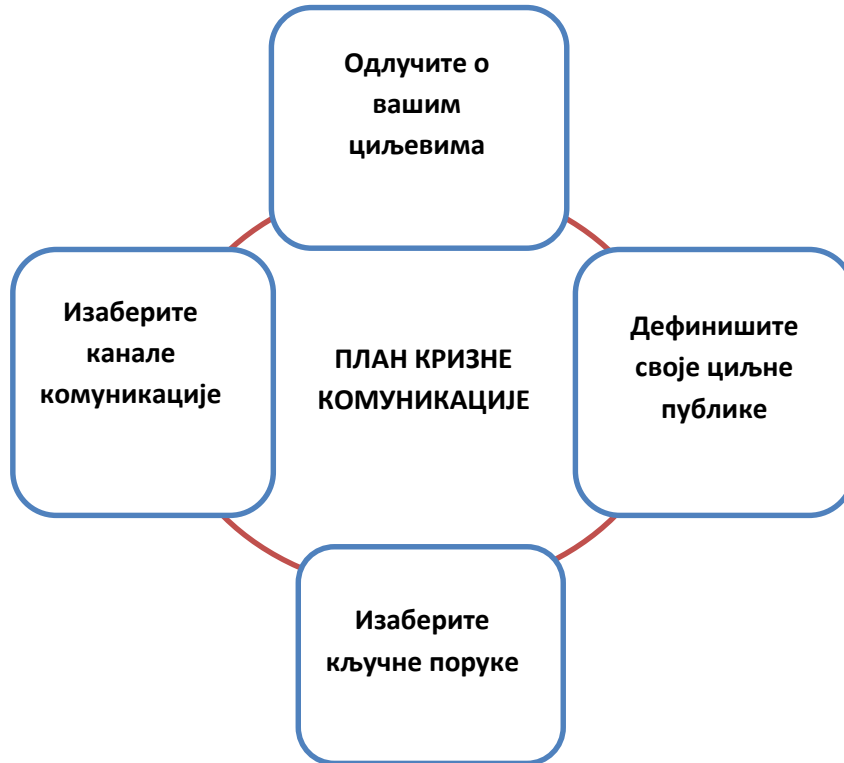 Одлучите о
вашим
циљевима
Изаберите
канале
комуникације
ПЛАН КРИЗНЕ
КОМУНИКАЦИЈЕ
Дефинишите
своје циљне
публике
Изаберите
кључне поруке